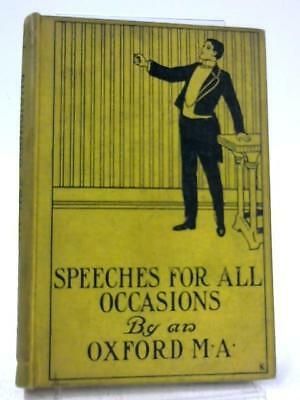 SPEECHES FOR ALL
OCCASIONS
By an
OXFORD M·A·
K